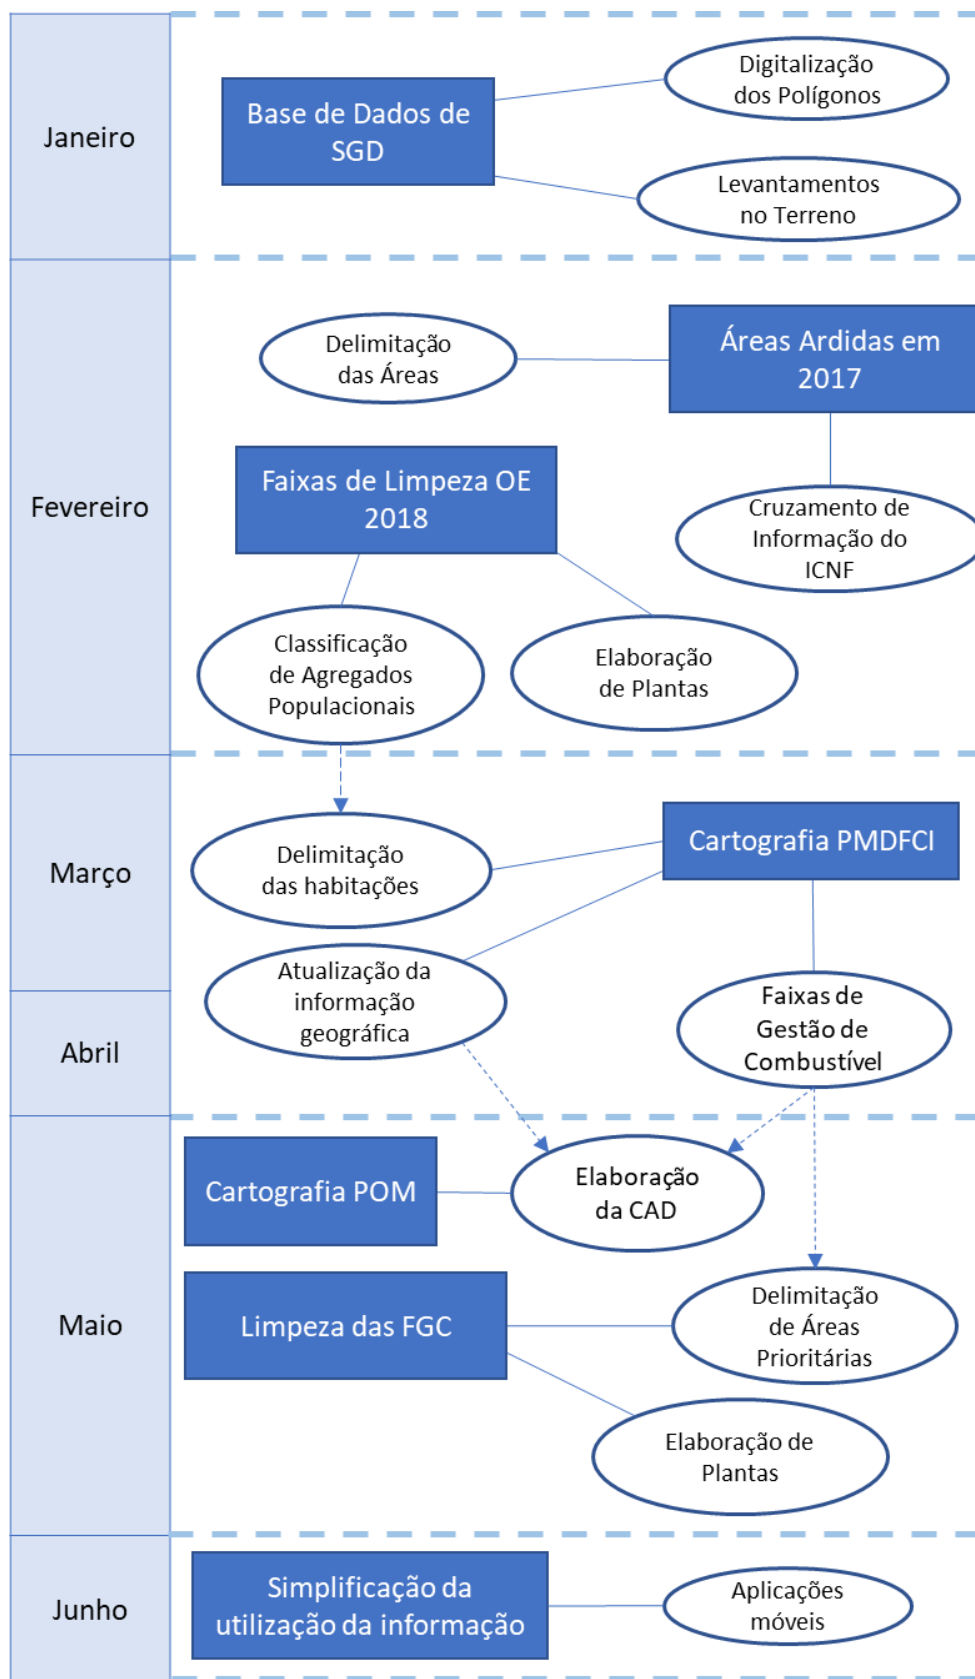 Janeiro
Base de Dados de
SGD
Digitalização
dos Polígonos
Levantamentos
no Terreno
Fevereiro
Delimitação
das Áreas
Áreas Ardidas em
2017
Faixas de Limpeza OE
2018
Cruzamento de
Informação do
ICNF
Classificação
de Agregados
Populacionais
Elaboração
de Plantas
Março
Delimitação
das habitações
Cartografia PMDFCI
Atualização da
informação
geográfica
Faixas de
Gestão de
Combustível
Abril
Maio
Cartografia POM
Elaboração
da CAD
Limpeza das FGC
Delimitação
de Áreas
Prioritárias
Elaboração de
Plantas
Junho
Simplificação da
utilização da informação
Aplicações
móveis